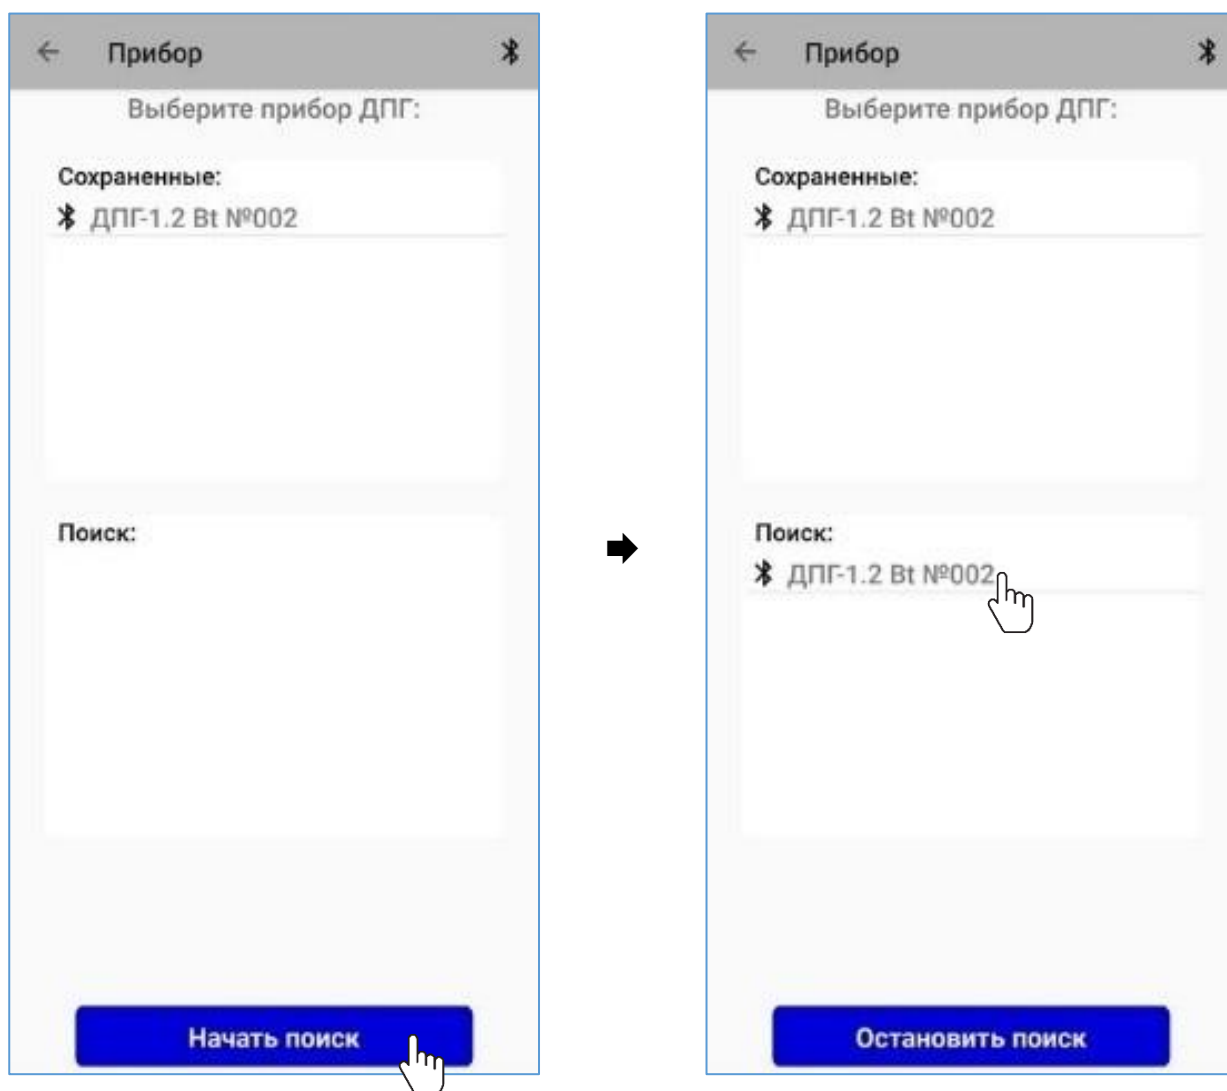 Прибор
Выберите прибор ДПГ:
Сохраненные:
ДПГ-1.2 Bt №002
Поиск:
Начать поиск
Прибор
Выберите прибор ДПГ:
Сохраненные:
ДПГ-1.2 Bt №002
Поиск:
ДПГ-1.2 Bt №002
Остановить поиск